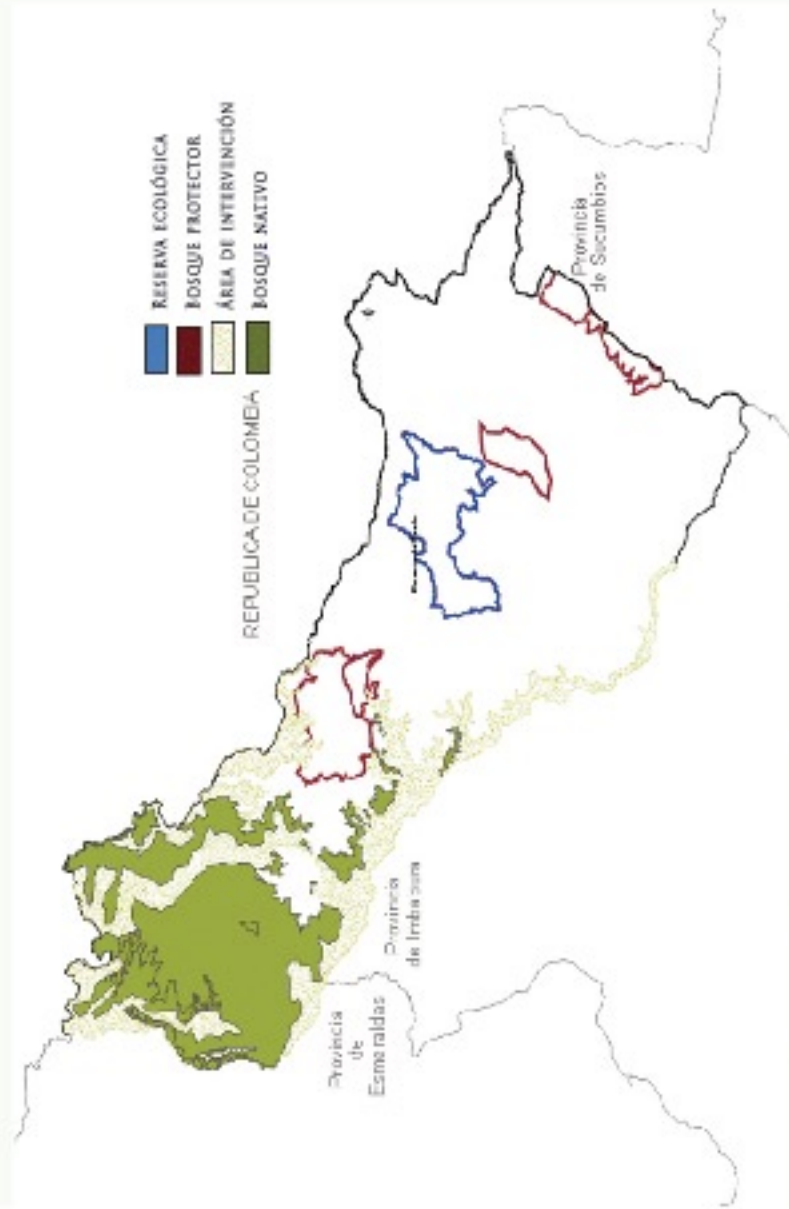 RESERVA ECOLÓGICA
BOSQUE PROTECTOR
ÁREA DE INTERVENCIÓN
BOSQUE NATIVO
REPUBLICA DE COLOMBIA
Provincia
de Sucumbios
Provincia
de Imbabura
Provincia
de
Esmeraldas